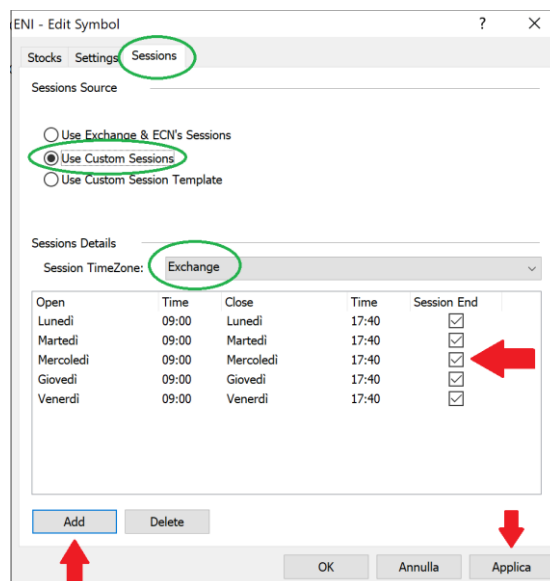 ENI - Edit Symbol ?
Stocks Settings Sessions
Sessions Source
Use Exchange & ECN's Sessions
Use Custom Sessions
Use Custom Session Template
Sessions Details
Session TimeZone: Exchange
Open Time Close Time Session End
Lunedì 09:00 Lunedì 17:40
Martedì 09:00 Martedì 17:40
Mercoledì 09:00 Mercoledì 17:40
Giovedì 09:00 Giovedì 17:40
Venerdì 09:00 Venerdì 17:40
Add Delete
OK Annulla Applica